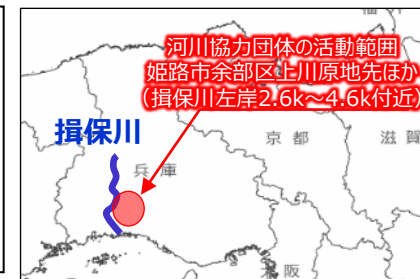 河川協力団体の活動範囲
姫路市余部区上川原地先ほか
(揖保川左岸2.6k～4.6k付近)
揖保川
京都
滋賀
兵庫
大阪